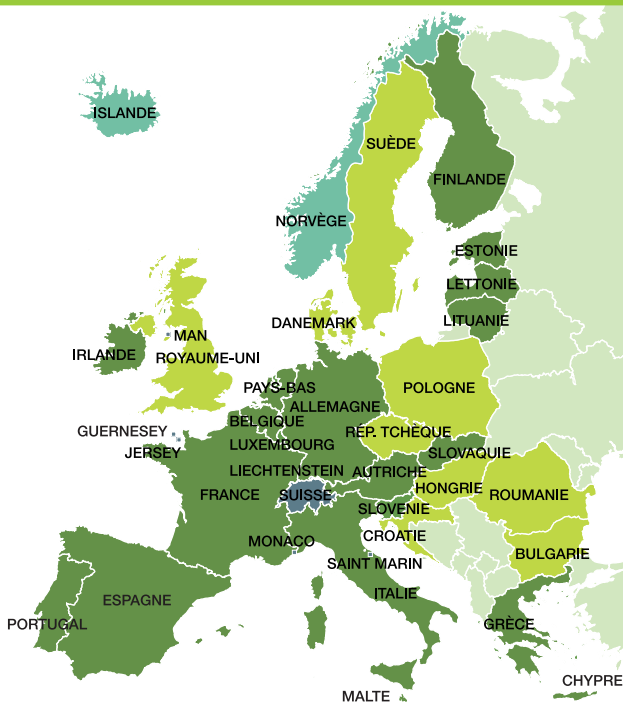 ISLANDE
SUÈDE
FINLANDE
NORVÈGE
ESTONIE
LETTONIE
LITUANIE
DANEMARK
MAN
IRLANDE
ROYAUME-UNI
PAYS-BAS
POLOGNE
ALLEMAGNE
BELGIQUE
GUERNESEY
RÉP. TCHÈQUE
JERSEY
LUXEMBOURG
SLOVAQUIE
LIECHTENSTEIN
AUTRICHE
HONGRIE
FRANCE
SUISSE
ROUMANIE
SLOVENIE
CROATIE
MONACO
BULGARIE
SAINT MARIN
ITALIE
ESPAGNE
PORTUGAL
GRÈCE
CHYPRE
MALTE